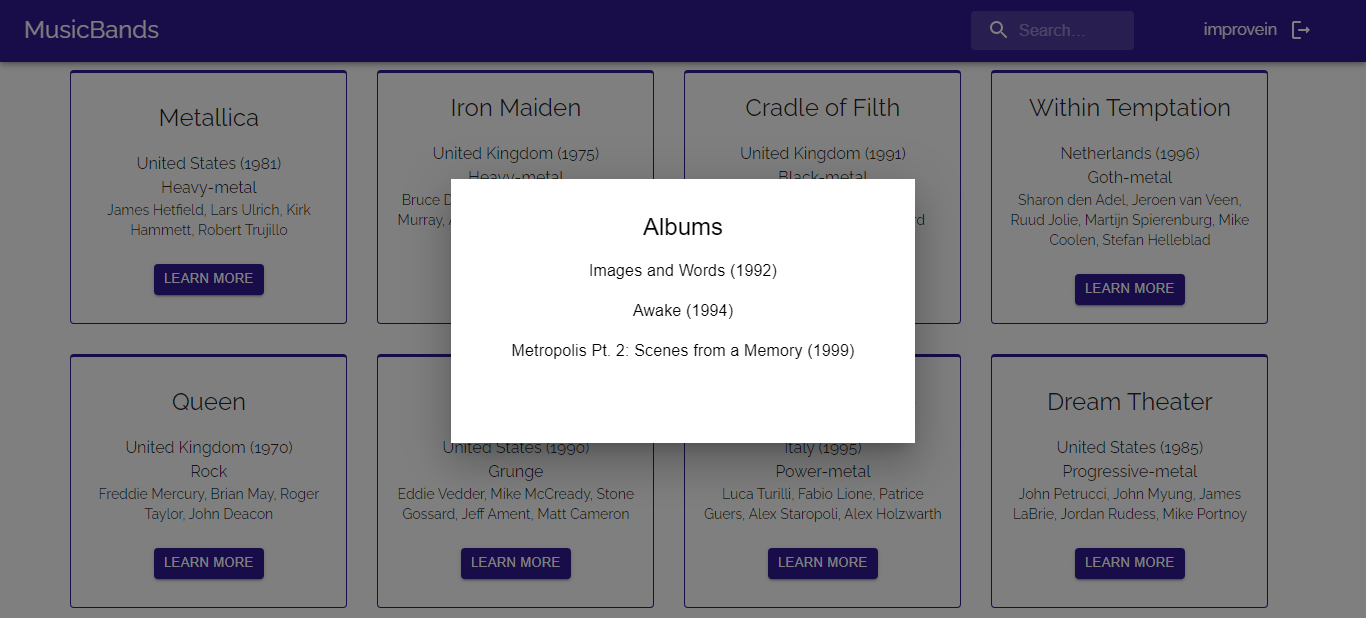 MusicBands
Search...
improvein
Metallica
United States (1981)
Heavy-metal
James Hetfield, Lars Ulrich, Kirk
Hammett, Robert Trujillo
LEARN MORE
Iron Maiden
United Kingdom (1975)
Heavy-metal
Bruce
Murray,
Cradle of Filth
United Kingdom (1991)
Black-metal
Within Temptation
Netherlands (1996)
Goth-metal
Sharon den Adel, Jeroen van Veen,
Ruud Jolie, Martijn Spierenburg, Mike
Coolen, Stefan Helleblad
LEARN MORE
Albums
Images and Words (1992)
Awake (1994)
Metropolis Pt. 2: Scenes from a Memory (1999)
Queen
United Kingdom (1970)
Rock
Freddie Mercury, Brian May, Roger
Taylor, John Deacon
LEARN MORE
United States (1990)
Grunge
Eddie Vedder, Mike McCready, Stone
Gossard, Jeff Ament, Matt Cameron
LEARN MORE
Italy (1995)
Power-metal
Luca Turilli, Fabio Lione, Patrice
Guers, Alex Staropoli, Alex Holzwarth
LEARN MORE
Dream Theater
United States (1985)
Progressive-metal
John Petrucci, John Myung, James
LaBrie, Jordan Rudess, Mike Portnoy
LEARN MORE